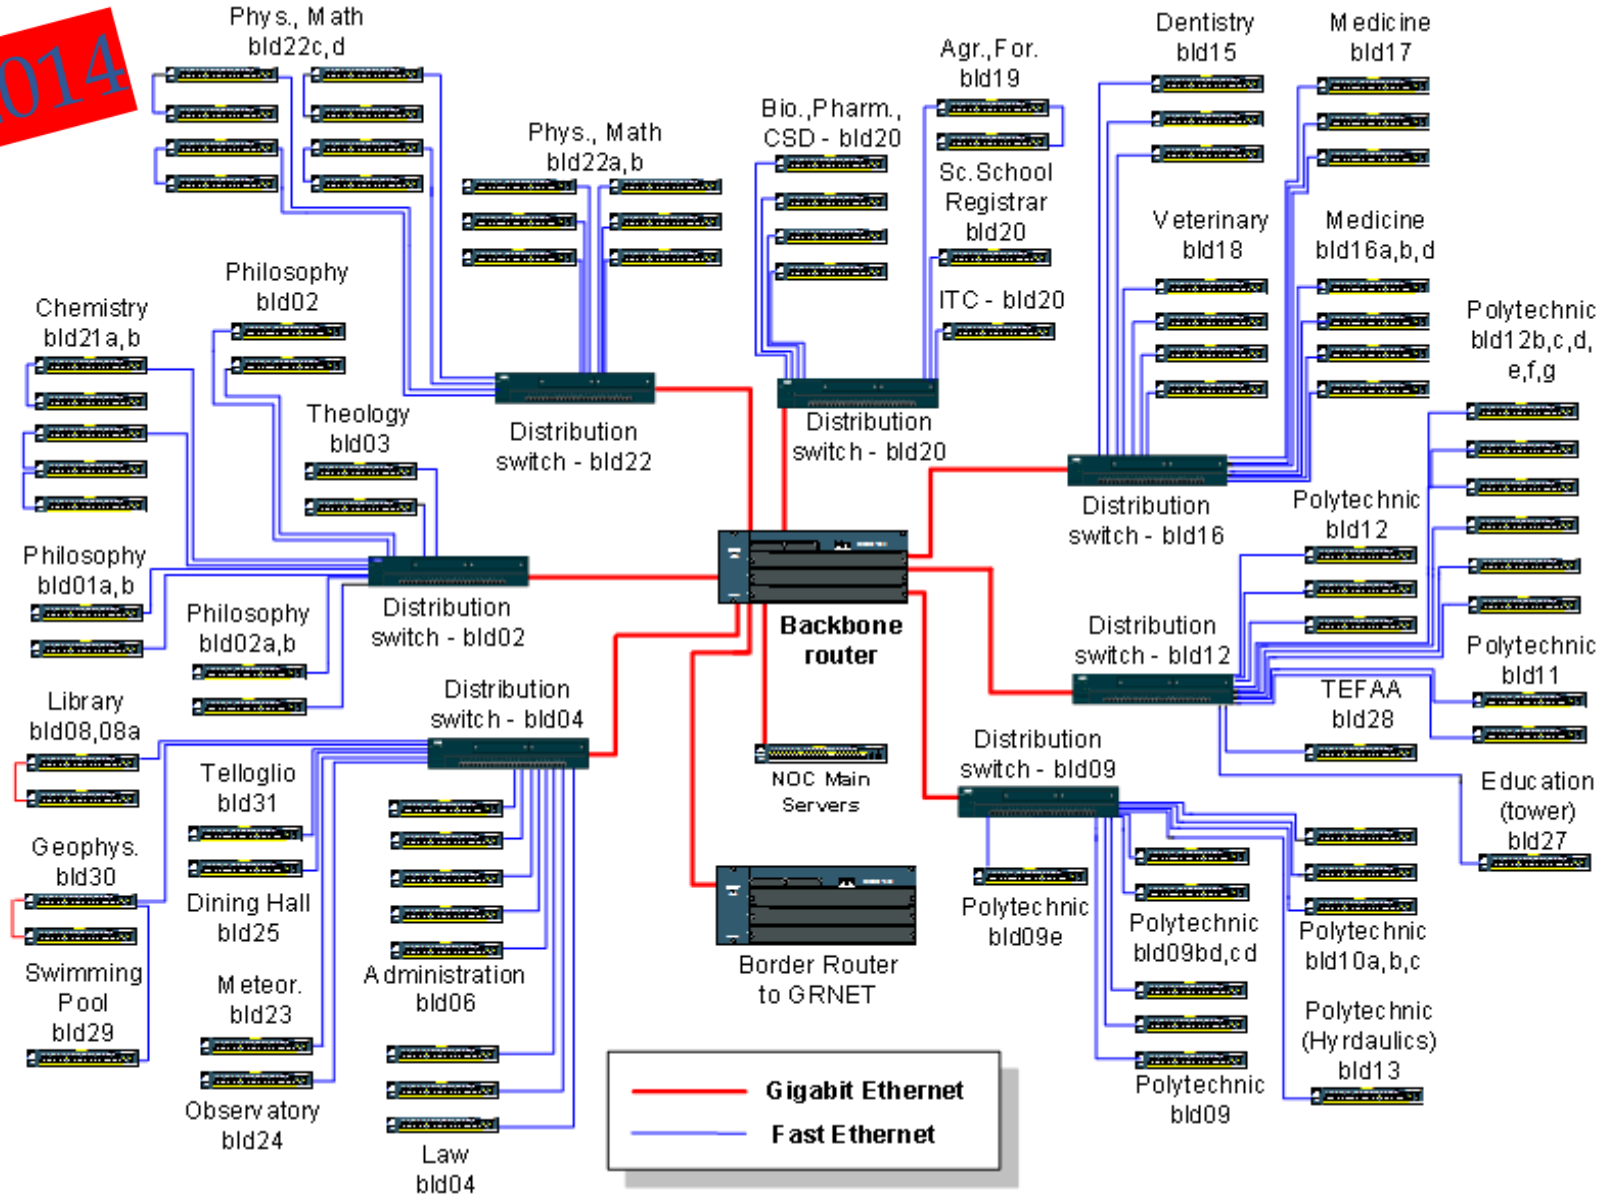 014
Phys., Math
bld22c,d
Phys., Math
bld22a,b
Bio.,Pharm.,
CSD - bld20
Agr.,For.
bld19
Sc.School
Registrar
bld20
ITC - bld20
Dentistry
bld15
Medicine
bld17
Veterinary
bld18
Medicine
bld16a,b,d
Polytechnic
bld12b,c,d,
e,f,g
Philosophy
bld02
Chemistry
bld21a,b
Theology
bld03
Distribution
switch - bld22
Distribution
switch - bld20
Distribution
switch - bld16
Polytechnic
bld12
Philosophy
bld01a,b
Philosophy
bld02a,b
Distribution
switch - bld02
Backbone
router
Distribution
switch - bld12
Polytechnic
bld11
TEFAA
bld28
Library
bld08,08a
Distribution
switch - bld04
Telloglio
bld31
NOC Main
Servers
Distribution
switch - bld09
Education
(tower)
bld27
Geophys.
bld30
Dining Hall
bld25
Administration
bld06
Border Router
to GRNET
Polytechnic
bld09e
Polytechnic
bld09bd,cd
Polytechnic
bld10a,b,c
Swimming
Pool
bld29
Meteor.
bld23
Observatory
bld24
Law
bld04
Polytechnic
bld09
Polytechnic
(Hyrdaulics)
bld13
Gigabit Ethernet
Fast Ethernet